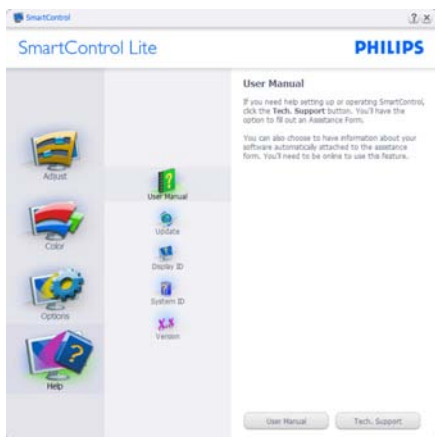 SmartControl
? x
SmartControl Lite
PHILIPS
Adjust
Color
Options
Help
User Manual
Update
Display ID
System ID
Version
User Manual
If you need help setting up or operating SmartControl,
click the Tech. Support button. You'll have the
option to fill out an Assistance Form.
You can also choose to have information about your
software automatically attached to the assistance
form. You'll need to be online to use the feature.
User Manual
Tech. Support